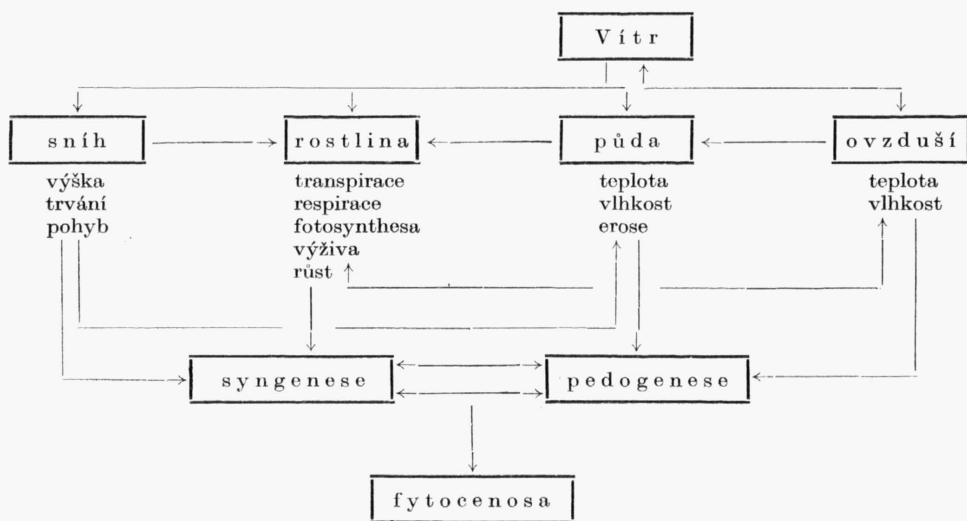 Vítr
sníh
rostlina
půda
ovzduší
výška
trvání
pohyb
transpirace
respirace
fotosynthesa
výživa
růst
teplota
vlhkost
erose
teplota
vlhkost
syngenese
pedogenese
fytocenosa